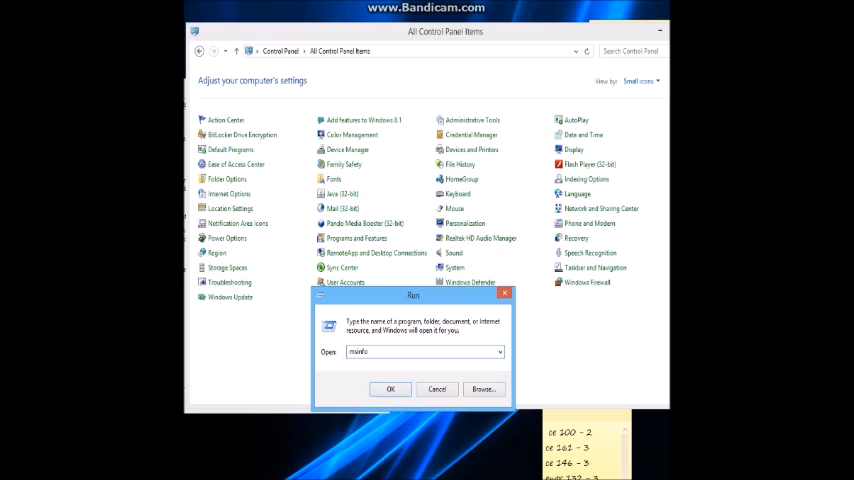 www.Bandicam.com
All Control Panel Items
Control Panel › All Control Panel Items
Search Control Panel
Adjust your computer's settings
View by: Small icons
Action Center
Add features to Windows 8.1
Administrative Tools
AutoPlay
BitLocker Drive Encryption
Color Management
Credential Manager
Date and Time
Default Programs
Device Manager
Devices and Printers
Display
Ease of Access Center
Family Safety
File History
Flash Player (32-bit)
Folder Options
Fonts
HomeGroup
Indexing Options
Internet Options
Java (32-bit)
Keyboard
Language
Location Settings
Mail (32-bit)
Mouse
Network and Sharing Center
Notification Area Icons
Pando Media Booster (32-bit)
Personalization
Phone and Modem
Power Options
Programs and Features
Realtek HD Audio Manager
Recovery
Region
RemoteApp and Desktop Connections
Sound
Speech Recognition
Storage Spaces
Sync Center
System
Taskbar and Navigation
Troubleshooting
User Accounts
Windows Defender
Windows Firewall
Windows Update
Run
Type the name of a program, folder, document, or Internet
resource, and Windows will open it for you.
Open: msinfo
OK
Cancel
Browse...
ce 100 - 2
ce 161 - 3
ce 146 - 3
engr 132 - 3